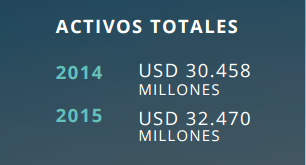 ACTIVOS TOTALES
2014 USD 30.458
MILLONES
2015 USD 32.470
MILLONES